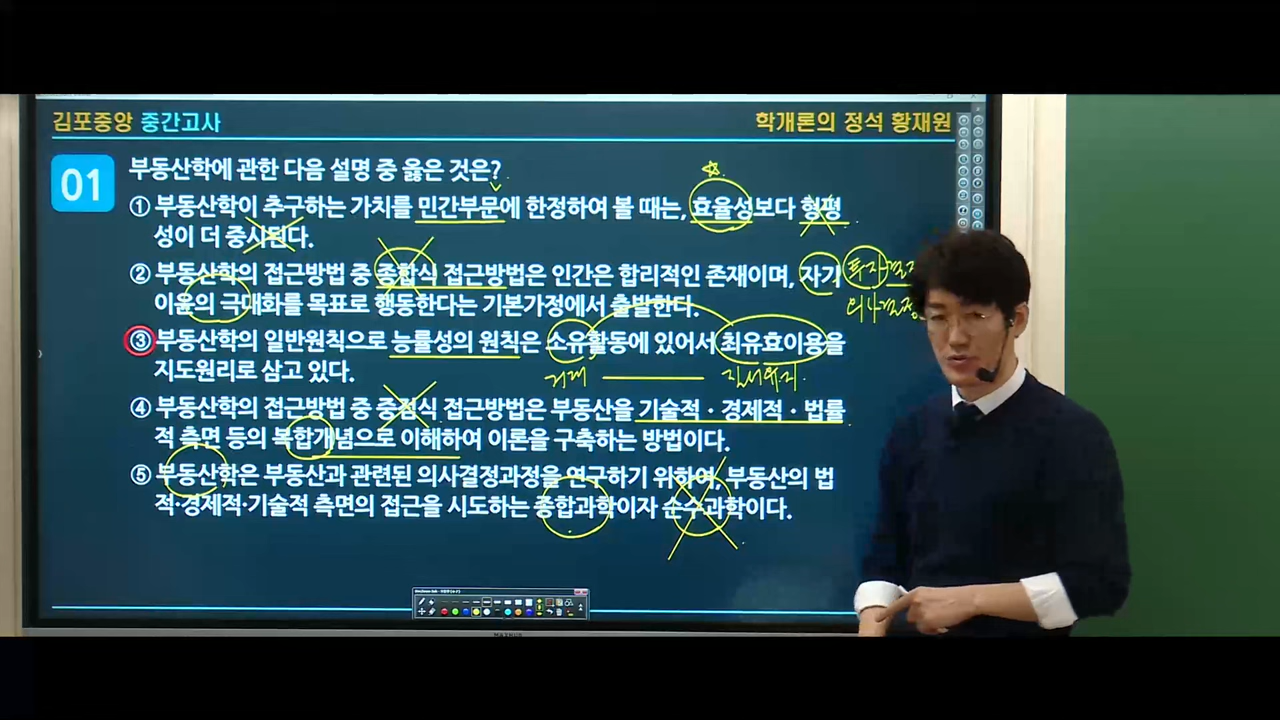 김포중앙 중간고사
학개론의 정석 황재원
01
부동산학에 관한 다음 설명 중 옳은 것은?
① 부동산학이 추구하는 가치를 민간부문에 한정하여 볼 때는, 효율성보다 형평
성이 더 중시된다.
② 부동산학의 접근방법 중 종합식 접근방법은 인간은 합리적인 존재이며, 자기
이윤의 극대화를 목표로 행동한다는 기본가정에서 출발한다.
투자결정
의사결정
③ 부동산학의 일반원칙으로 능률성의 원칙은 소유활동에 있어서 최유효이용을
지도원리로 삼고 있다.
거래
④ 부동산학의 접근방법 중 중점식 접근방법은 부동산을 기술적·경제적·법률
적 측면 등의 복합개념으로 이해하여 이론을 구축하는 방법이다.
⑤ 부동산학은 부동산과 관련된 의사결정과정을 연구하기 위하여, 부동산의 법
적·경제적·기술적 측면의 접근을 시도하는 종합과학이자 순수과학이다.